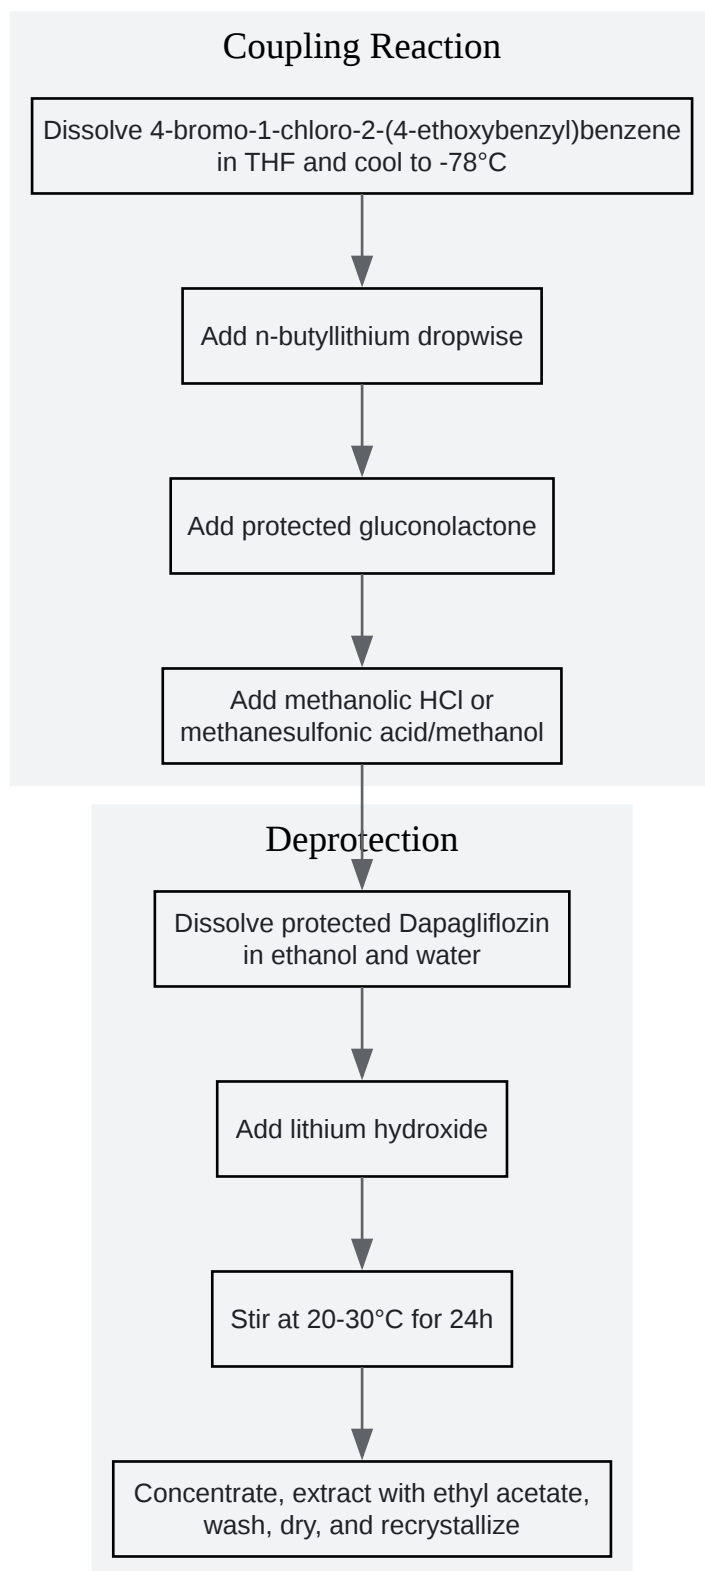 Coupling Reaction
Dissolve 4-bromo-1-chloro-2-(4-ethoxybenzyl)benzene
in THF and cool to -78°C
Add n-butyllithium dropwise
Add protected gluconolactone
Add methanolic HCl or
methanesulfonic acid/methanol
Deprotection
Dissolve protected Dapagliflozin
in ethanol and water
Add lithium hydroxide
Stir at 20-30°C for 24h
Concentrate, extract with ethyl acetate,
wash, dry, and recrystallize